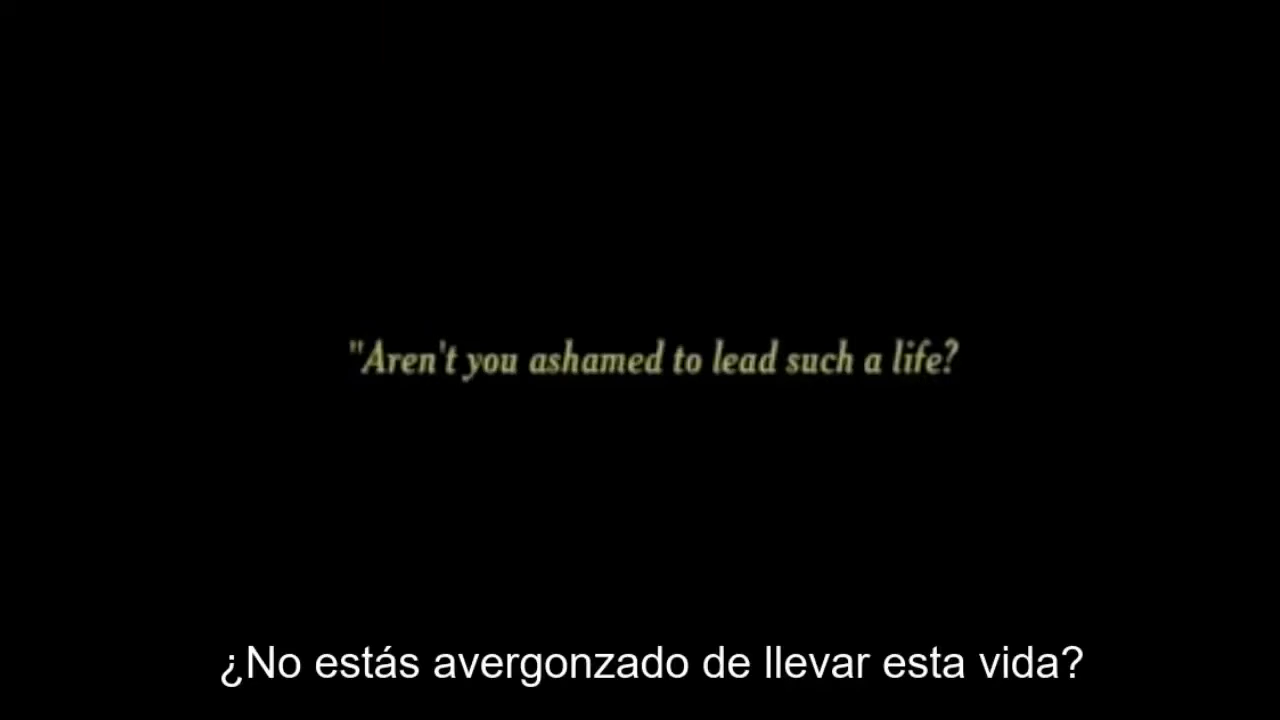 "Aren't you ashamed to lead such a life?
¿No estás avergonzado de llevar esta vida?